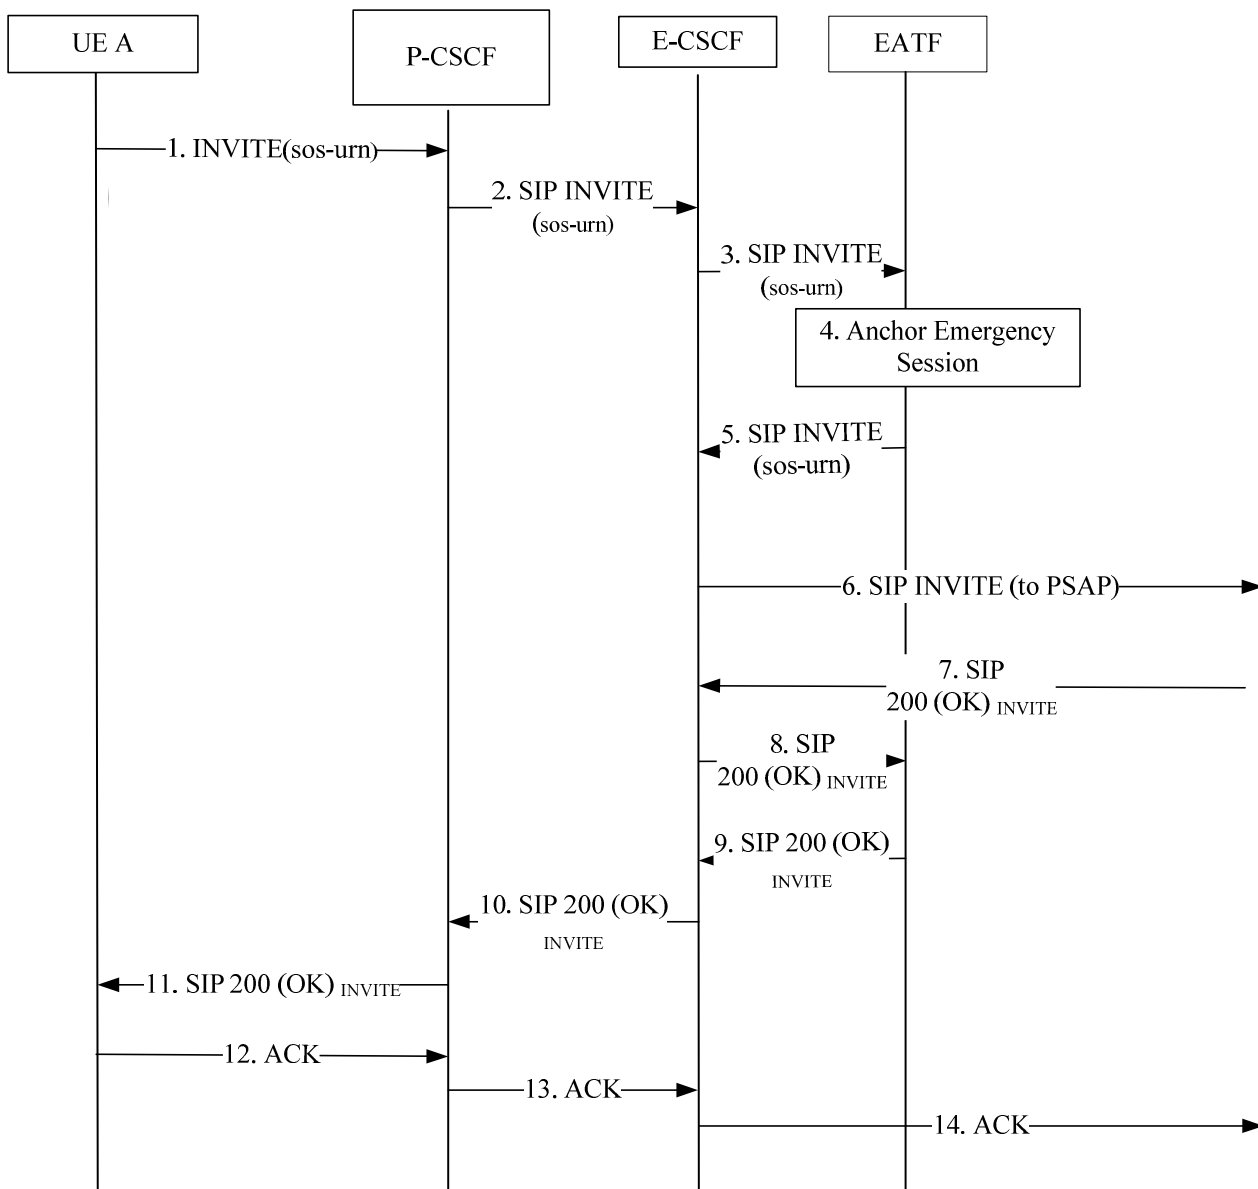 UE A
P-CSCF
E-CSCF
EATF
1. INVITE(sos-urn)
2. SIP INVITE
(sos-urn)
3. SIP INVITE
(sos-urn)
4. Anchor Emergency
Session
5. SIP INVITE
(sos-urn)
6. SIP INVITE (to PSAP)
7. SIP
200 (OK) INVITE
8. SIP
200 (OK) INVITE
9. SIP 200 (OK)
INVITE
10. SIP 200 (OK)
INVITE
11. SIP 200 (OK) INVITE
12. ACK
13. ACK
14. ACK